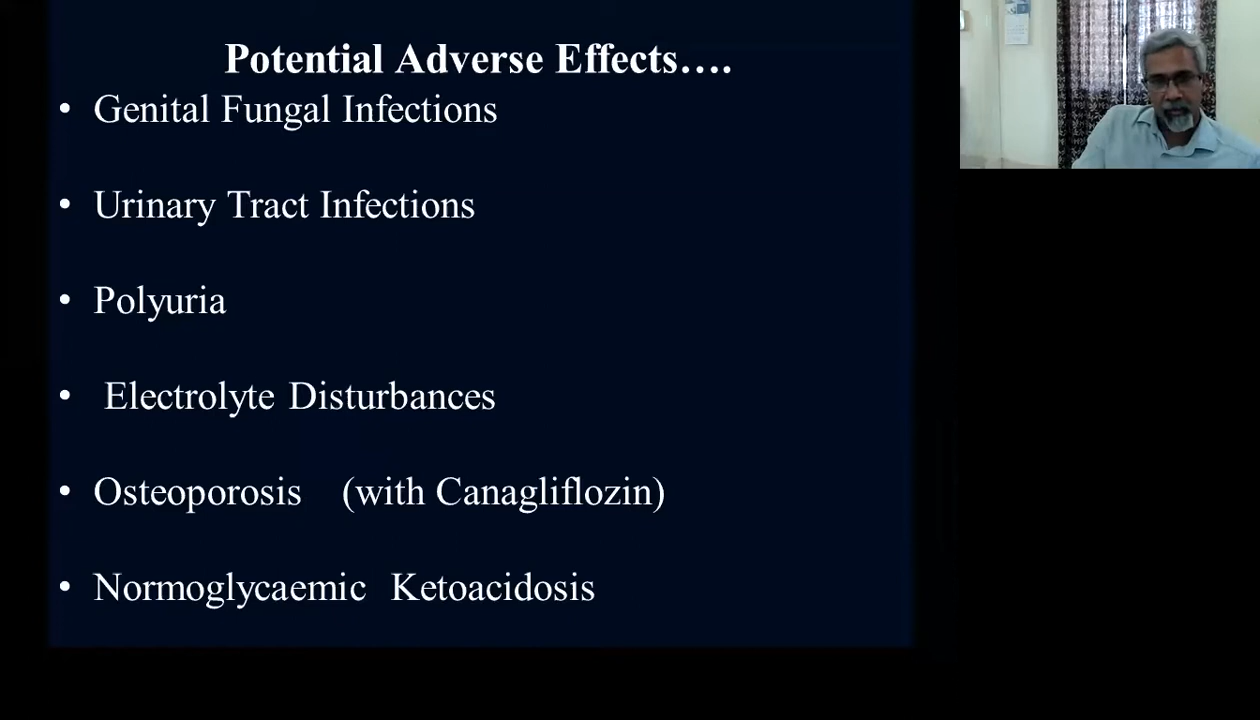 Potential Adverse Effects....
• Genital Fungal Infections
• Urinary Tract Infections
• Polyuria
• Electrolyte Disturbances
• Osteoporosis (with Canagliflozin)
• Normoglycaemic Ketoacidosis